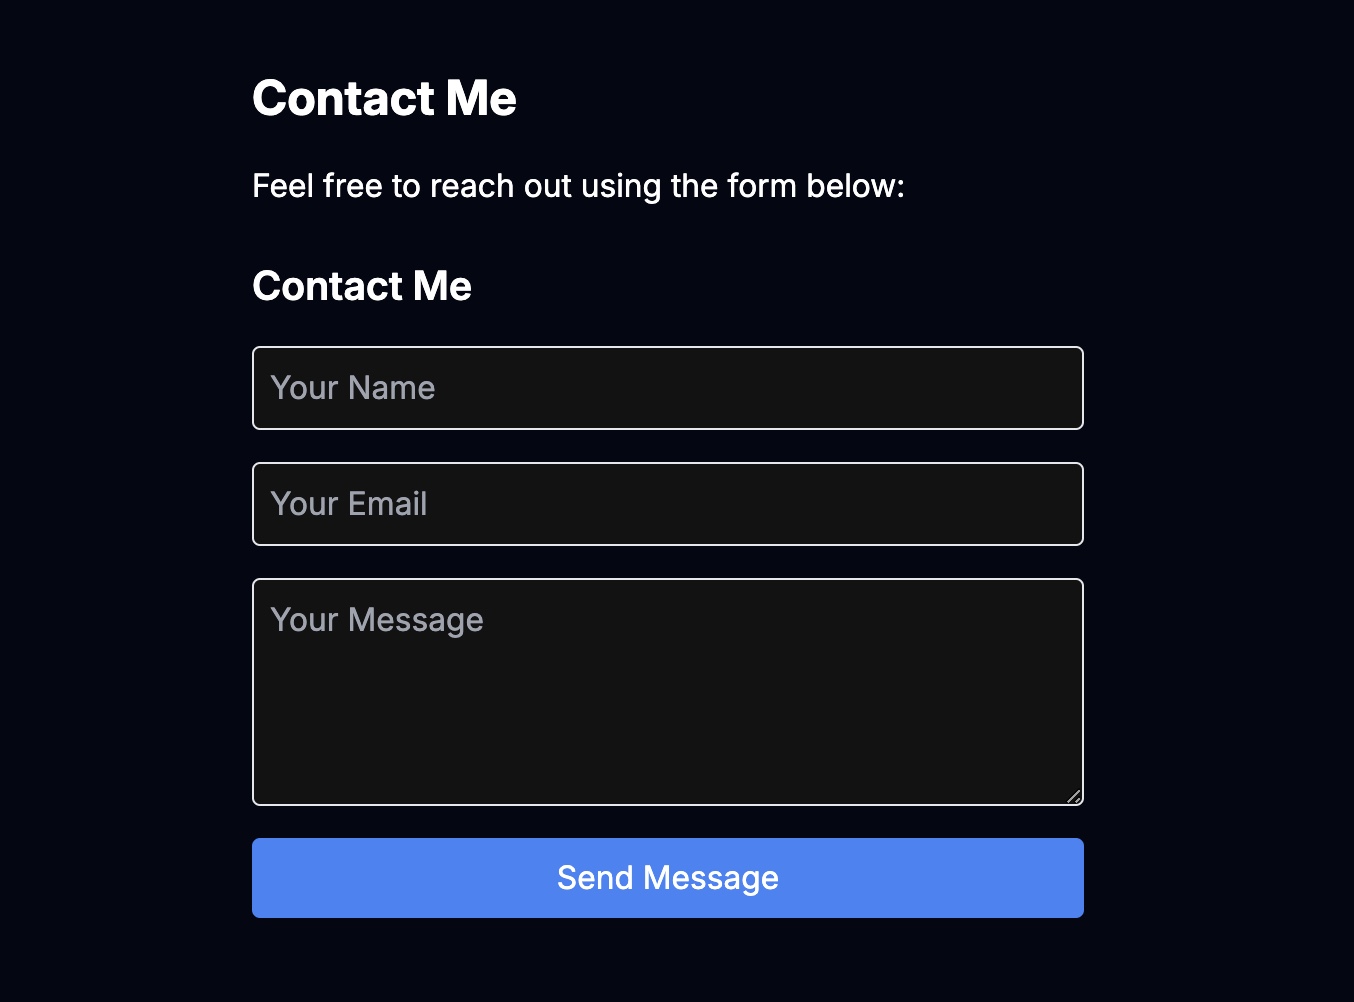 Contact Me
Feel free to reach out using the form below:
Contact Me
Your Name
Your Email
Your Message
Send Message